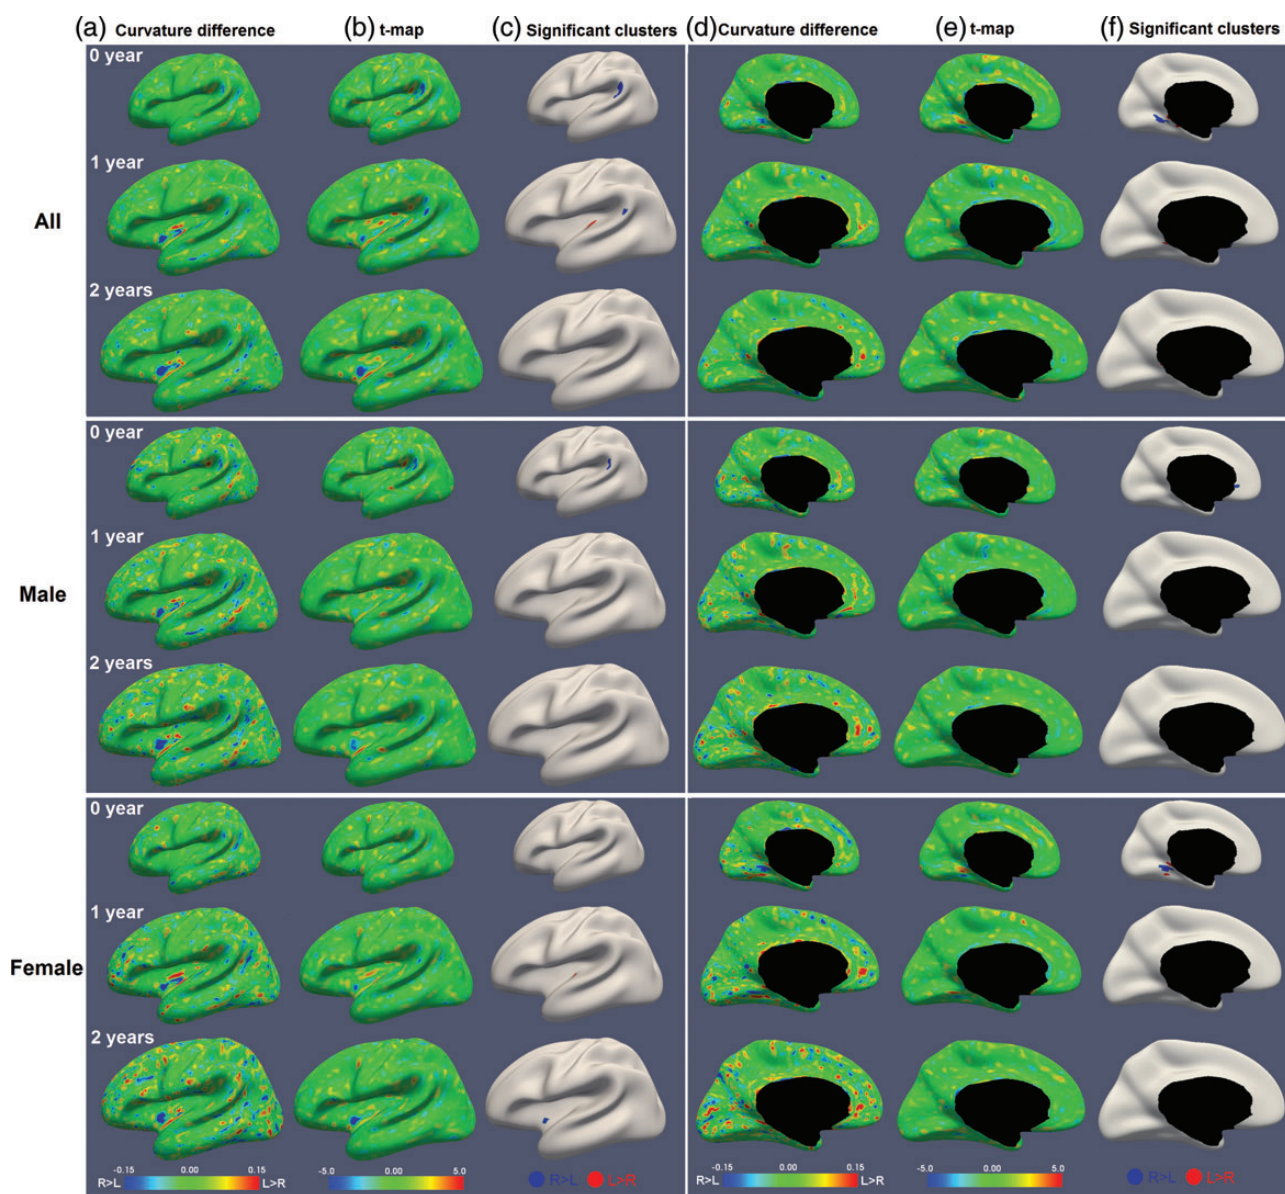 (a) Curvature difference (b) t-map (c) Significant clusters (d) Curvature difference (e) t-map (f) Significant clusters
0 year
1 year
All
2 years
0 year
1 year
Male
2 years
0 year
1 year
Female
2 years
-0.15 0.00 0.15 -5.0 0.00 5.0 -0.15 0.00 0.15 -5.0 0.00 5.0
R>L L>R R>L L>R R>L L>R R>L L>R